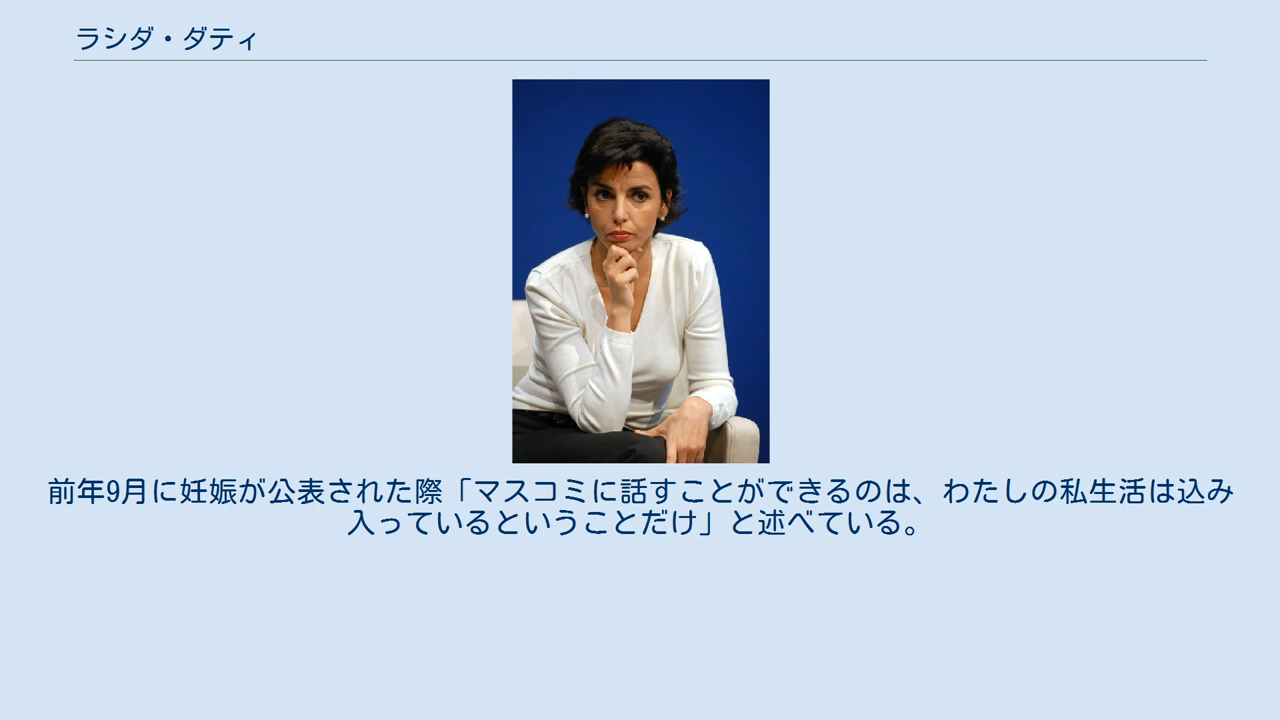 ラシダ・ダティ
前年9月に妊娠が公表された際「マスコミに話すことができるのは、わたしの私生活は込み
入っているということだけ」と述べている。